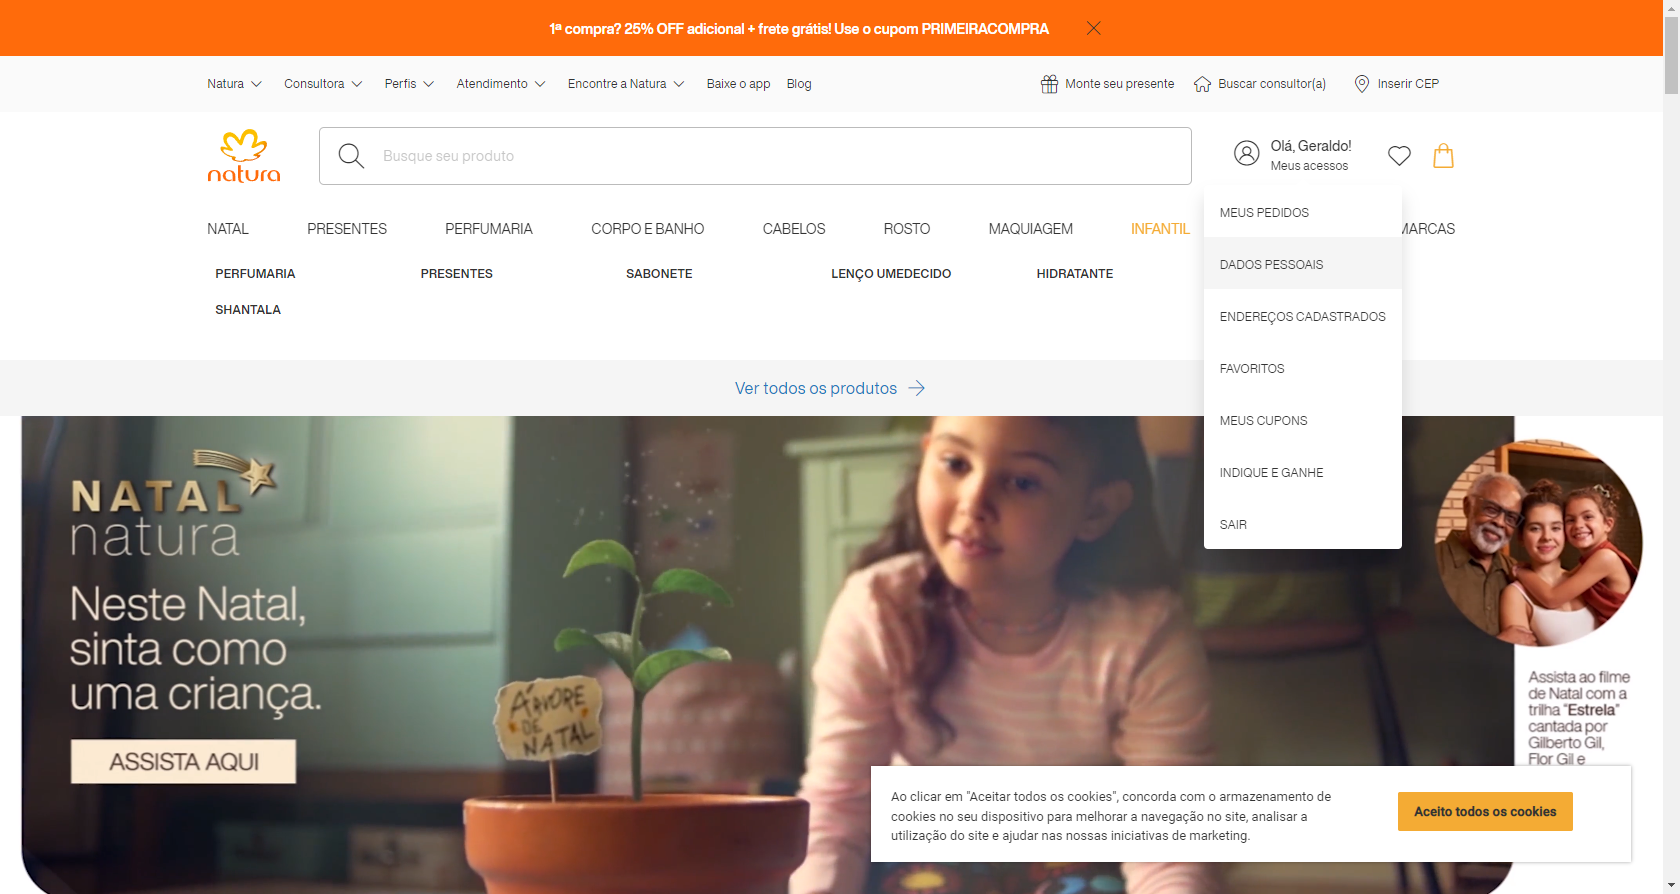 1ª compra? 25% OFF adicional + frete grátis! Use o cupom PRIMEIRACOMPRA
Natura
Consultora
Perfis
Atendimento
Encontre a Natura
Baixe o app
Blog
Monte seu presente
Buscar consultor(a)
Inserir CEP
natura
Busque seu produto
Olá, Geraldo!
Meus acessos
NATAL
PRESENTES
PERFUMARIA
CORPO E BANHO
CABELOS
ROSTO
MAQUIAGEM
INFANTIL
MARCAS
PERFUMARIA
PRESENTES
SABONETE
LENÇO UMEDECIDO
HIDRATANTE
SHANTALA
MEUS PEDIDOS
DADOS PESSOAIS
ENDEREÇOS CADASTRADOS
FAVORITOS
MEUS CUPONS
INDIQUE E GANHE
SAIR
Ver todos os produtos
NATAL
natura
Neste Natal,
sinta como
uma criança.
ASSISTA AQUI
ÁRVORE
DE
NATAL
Assista ao filme
de Natal com a
trilha "Estrela"
cantada por
Gilberto Gil,
Flor Gil e
Ao clicar em "Aceitar todos os cookies", concorda com o armazenamento de
cookies no seu dispositivo para melhorar a navegação no site, analisar a
utilização do site e ajudar nas nossas iniciativas de marketing.
Aceito todos os cookies